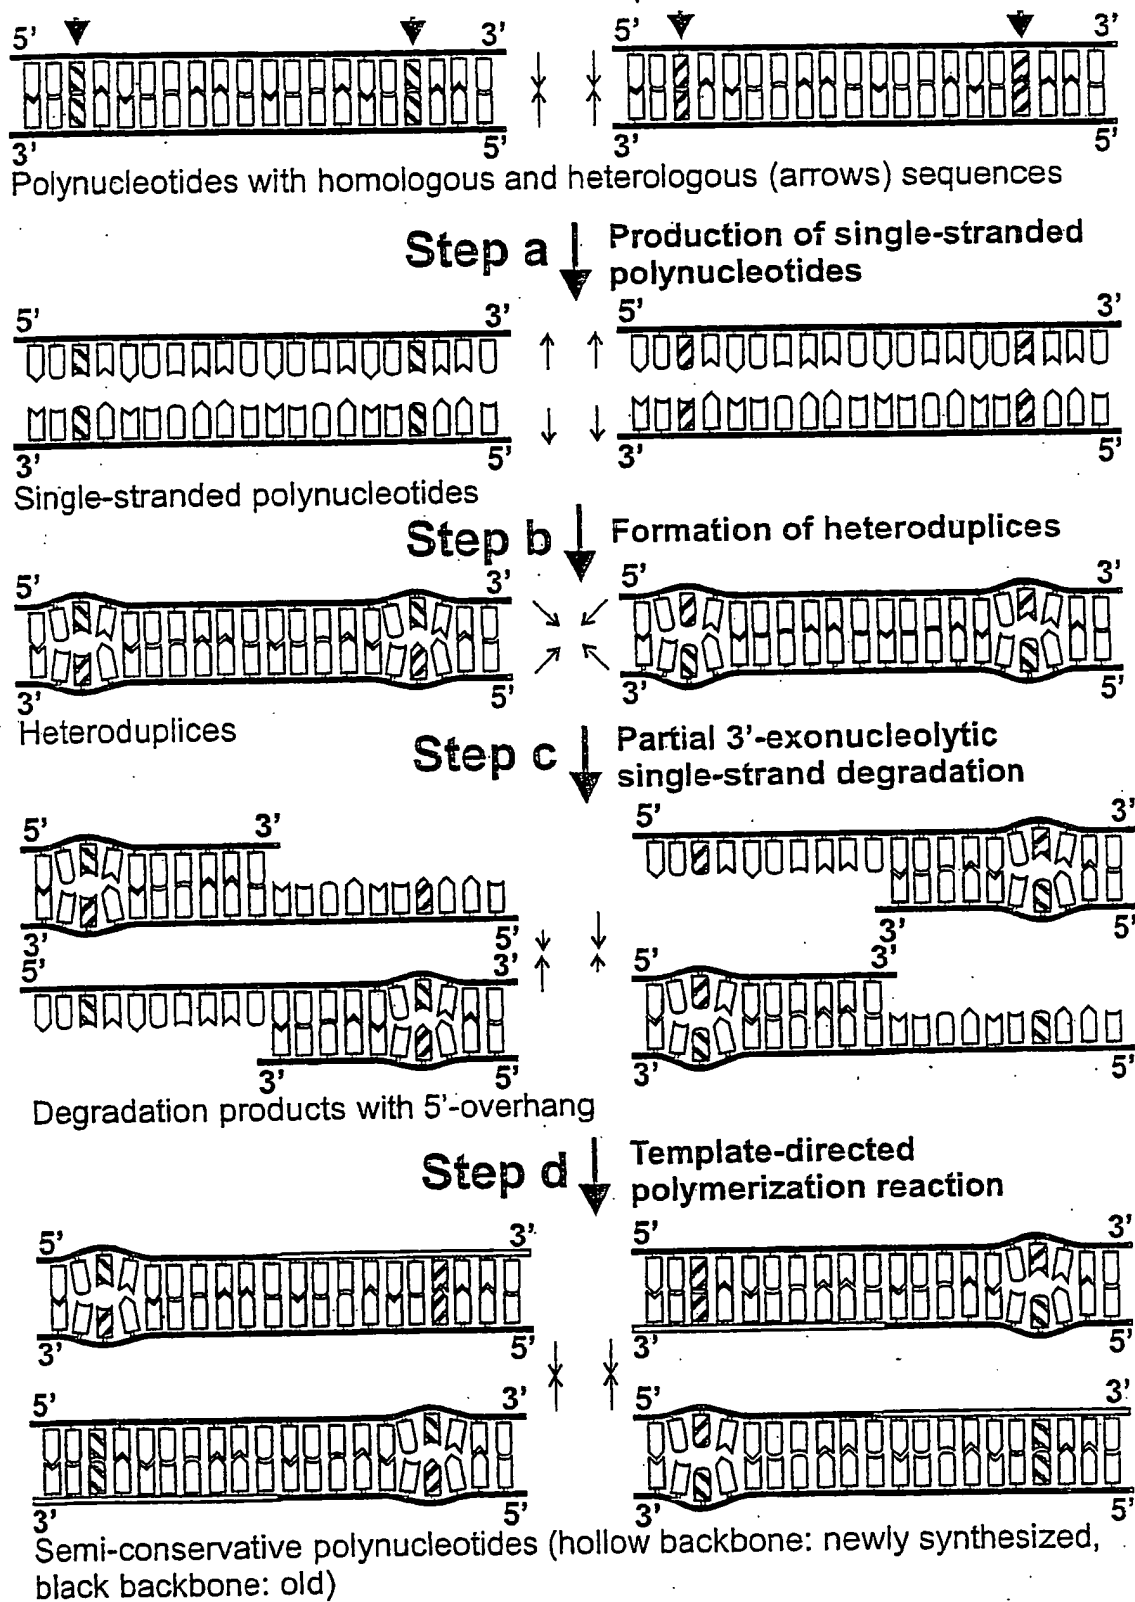 5' 3' 5' 3'
3' 5' 3' 5'
Polynucleotides with homologous and heterologous (arrows) sequences
Step a Production of single-stranded
polynucleotides
5' 3' 5' 3'
3' 5' 3' 5'
Single-stranded polynucleotides
Step b Formation of heteroduplices
5' 3' 5' 3'
3' 5' 3' 5'
Heteroduplices
Step c Partial 3'-exonucleolytic
single-strand degradation
5' 3' 5' 3'
3' 5' 3' 5'
5' 3' 5' 3'
3' 5' 3' 5'
Degradation products with 5'-overhang
Step d Template-directed
polymerization reaction
5' 3' 5' 3'
3' 5' 3' 5'
5' 3' 5' 3'
3' 5' 3' 5'
Semi-conservative polynucleotides (hollow backbone: newly synthesized,
black backbone: old)